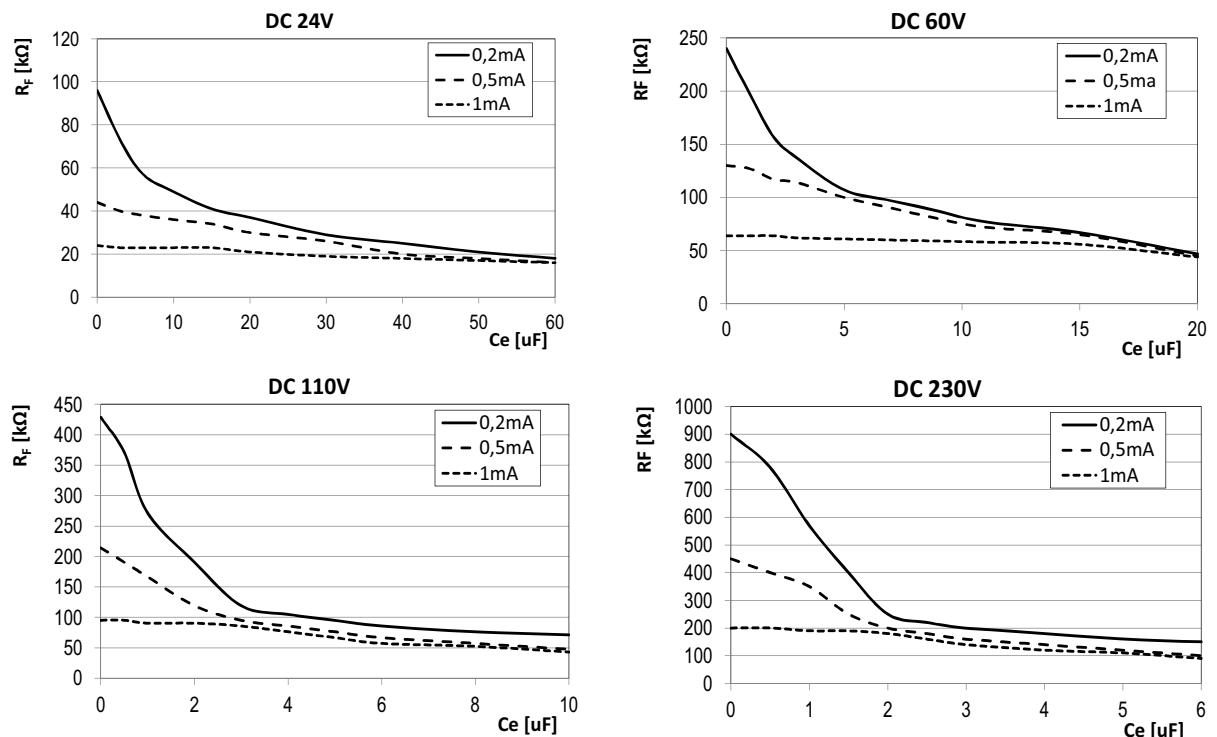 DC 24V
R_F [kΩ]
120
100
80
60
40
20
0
0,2mA
0,5mA
1mA
0 10 20 30 40 50 60
Ce [uF]
DC 60V
RF [kΩ]
250
200
150
100
50
0
0,2mA
0,5ma
1mA
0 5 10 15 20
Ce [uF]
DC 110V
R_F [kΩ]
450
400
350
300
250
200
150
100
50
0
0,2mA
0,5mA
1mA
0 2 4 6 8 10
Ce [uF]
DC 230V
RF [kΩ]
1000
900
800
700
600
500
400
300
200
100
0
0,2mA
0,5mA
1mA
0 1 2 3 4 5 6
Ce [uF]